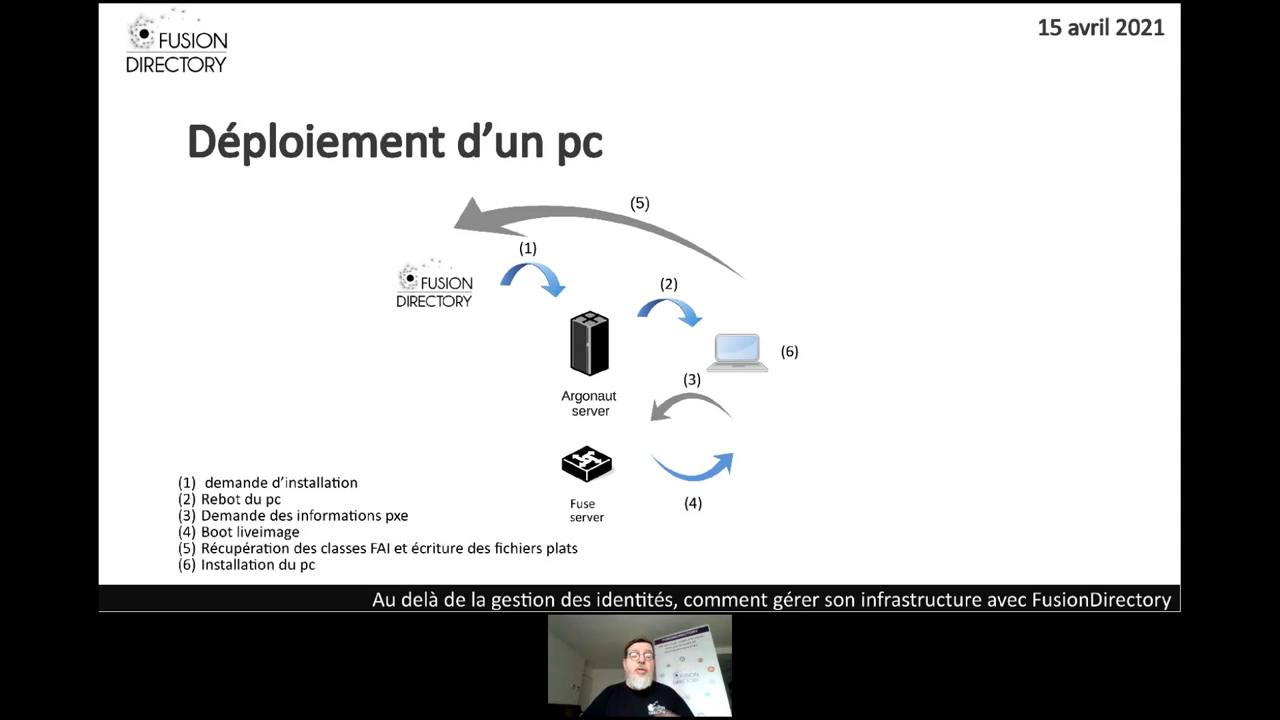 FUSION
DIRECTORY
15 avril 2021
Déploiement d’un pc
(5)
(1)
FUSION
DIRECTORY
(2)
(6)
(3)
Argonaut
server
Fuse
server
(4)
(1) demande d’installation
(2) Rebot du pc
(3) Demande des informations pxe
(4) Boot liveimage
(5) Récupération des classes FAI et écriture des fichiers plats
(6) Installation du pc
Au delà de la gestion des identités, comment gérer son infrastructure avec FusionDirectory